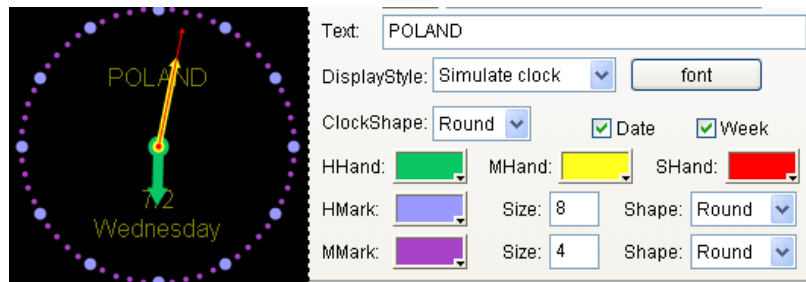 POLAND
7/2
Wednesday
Text: POLAND
DisplayStyle: Simulate clock font
ClockShape: Round Date Week
HHand: MHand: SHand:
HMark: Size: 8 Shape: Round
MMark: Size: 4 Shape: Round